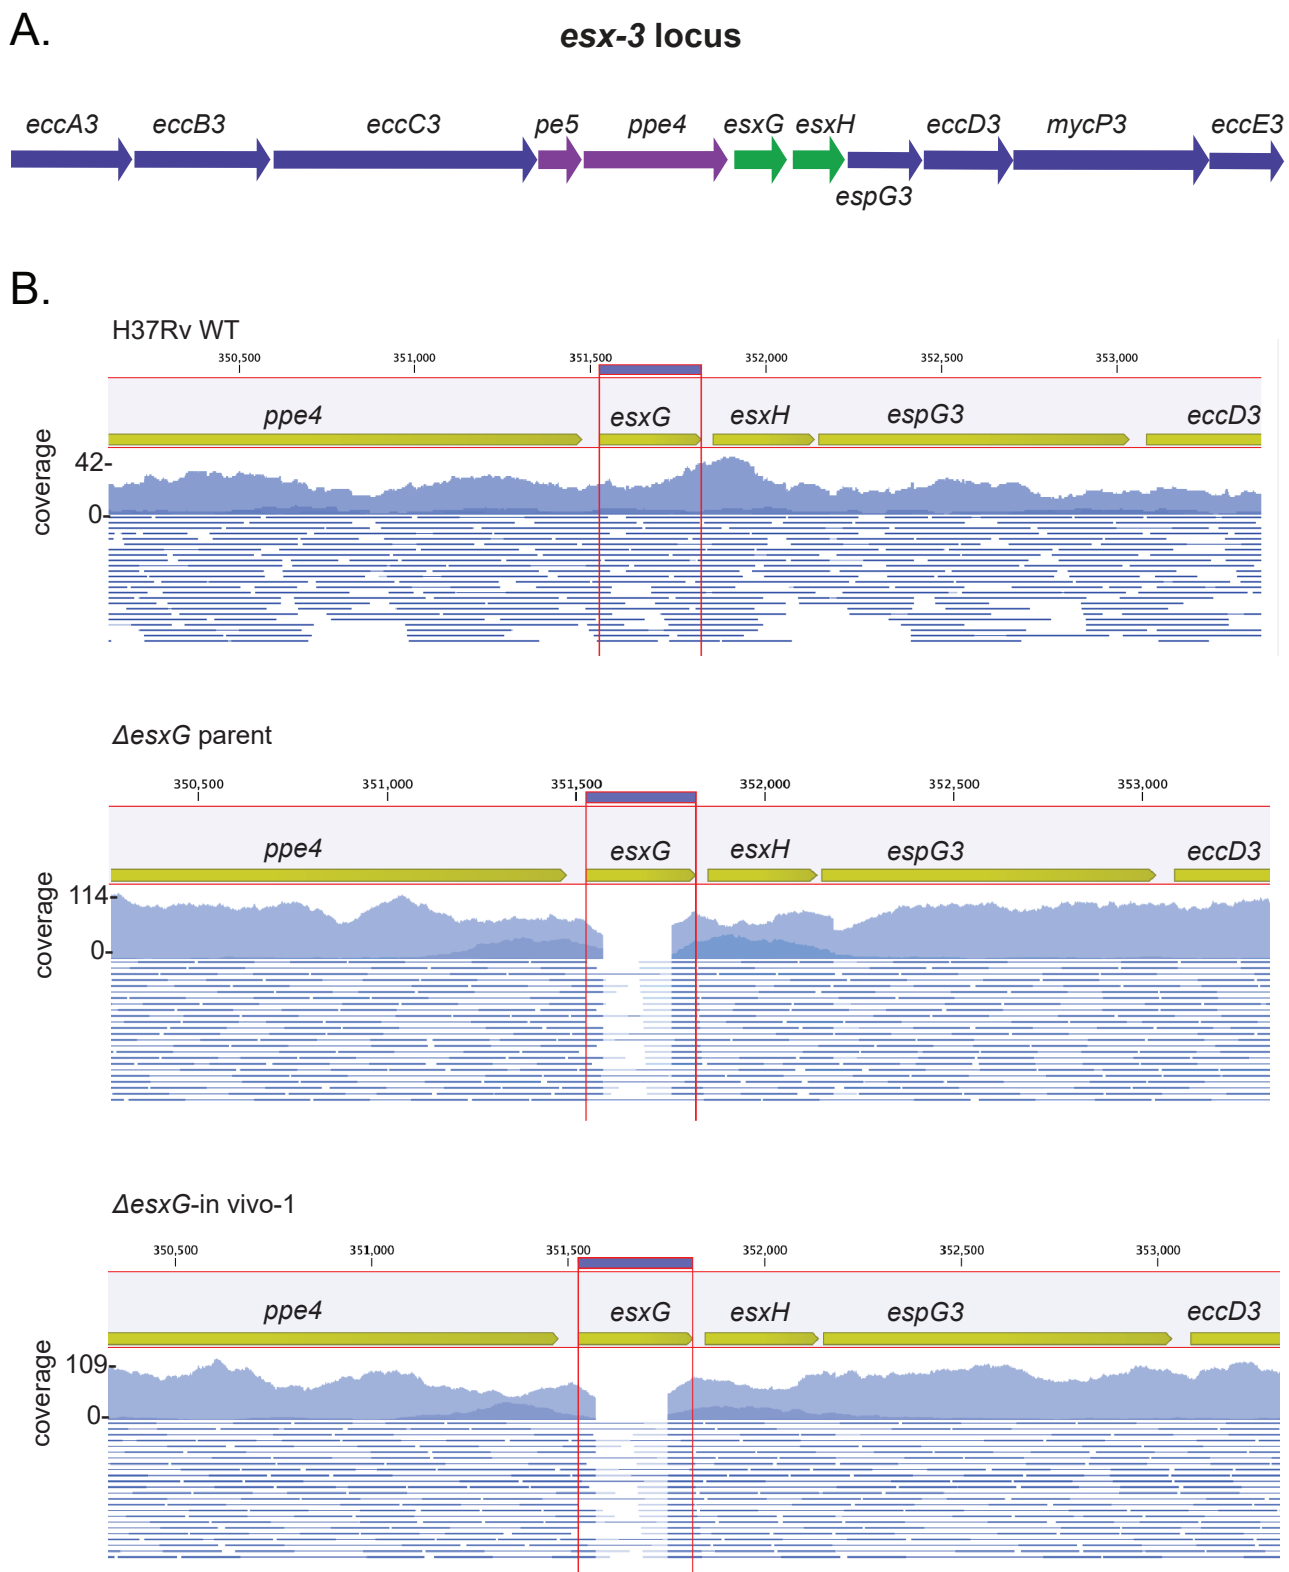 A.
esx-3 locus
eccA3 eccB3 eccC3 pe5 ppe4 esxG esxH eccD3 mycP3 eccE3
espG3
B.
H37Rv WT
350,500 351,000 351,500 352,000 352,500 353,000
ppe4 esxG esxH espG3 eccD3
42
coverage
0
ΔesxG parent
350,500 351,000 351,500 352,000 352,500 353,000
ppe4 esxG esxH espG3 eccD3
114
coverage
0
ΔesxG-in vivo-1
350,500 351,000 351,500 352,000 352,500 353,000
ppe4 esxG esxH espG3 eccD3
109
coverage
0